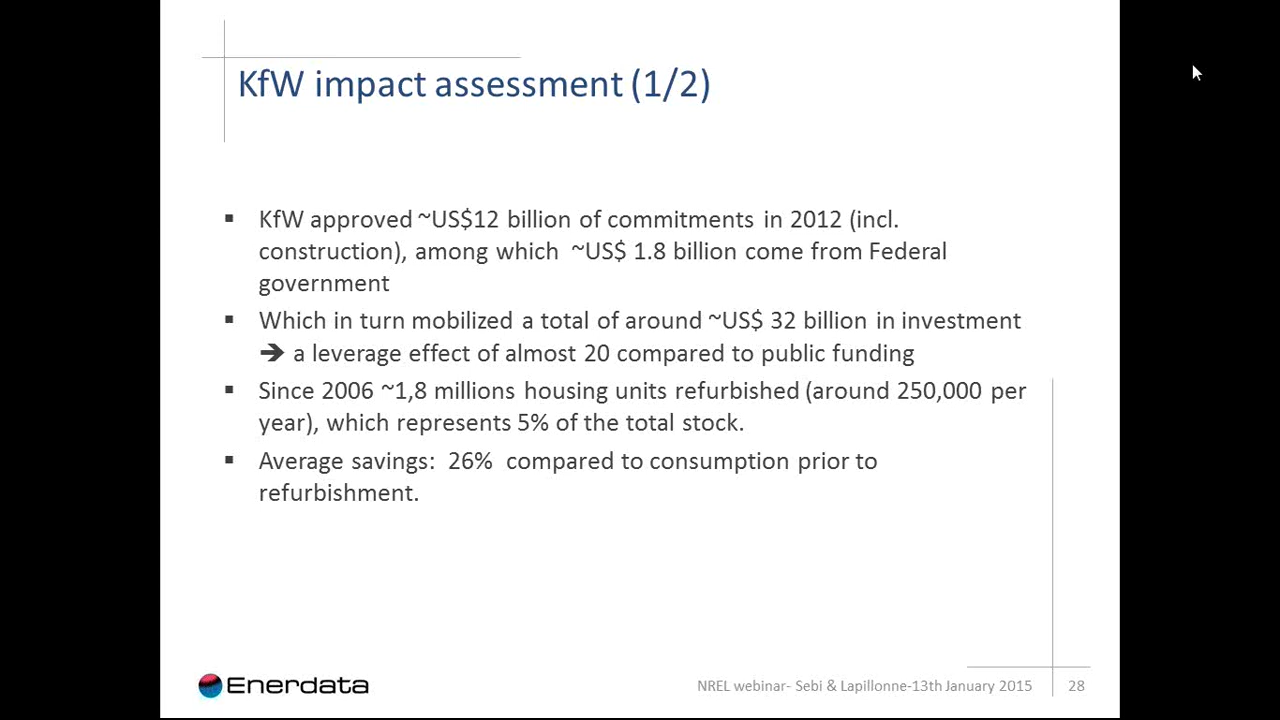 KfW impact assessment (1/2)
▪ KfW approved ~US$12 billion of commitments in 2012 (incl.
construction), among which ~US$ 1.8 billion come from Federal
government
▪ Which in turn mobilized a total of around ~US$ 32 billion in investment
➔ a leverage effect of almost 20 compared to public funding
▪ Since 2006 ~1,8 millions housing units refurbished (around 250,000 per
year), which represents 5% of the total stock.
▪ Average savings: 26% compared to consumption prior to
refurbishment.
Enerdata
NREL webinar- Sebi & Lapillonne-13th January 2015
28